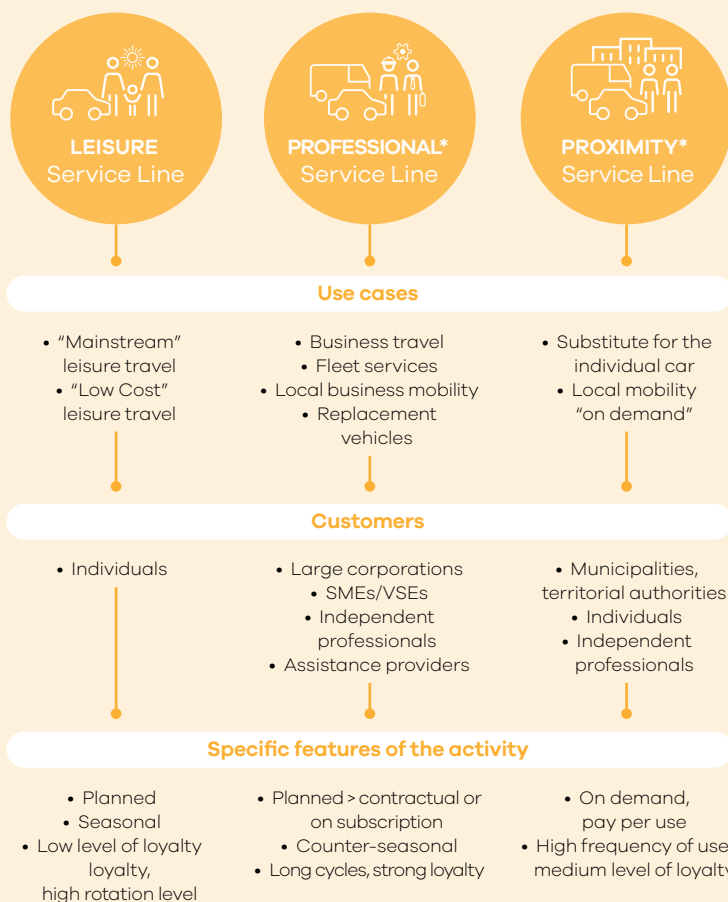 LEISURE
Service Line
PROFESSIONAL*
Service Line
PROXIMITY*
Service Line
Use cases
• “Mainstream”
leisure travel
• “Low Cost”
leisure travel
• Business travel
• Fleet services
• Local business mobility
• Replacement
vehicles
• Substitute for the
individual car
• Local mobility
“on demand”
Customers
• Individuals
• Large corporations
• SMEs/VSEs
• Independent
professionals
• Assistance providers
• Municipalities,
territorial authorities
• Individuals
• Independent
professionals
Specific features of the activity
• Planned
• Seasonal
• Low level of loyalty
loyalty,
high rotation level
• Planned > contractual or
on subscription
• Counter-seasonal
• Long cycles, strong loyalty
• On demand,
pay per use
• High frequency of use
medium level of loyalty